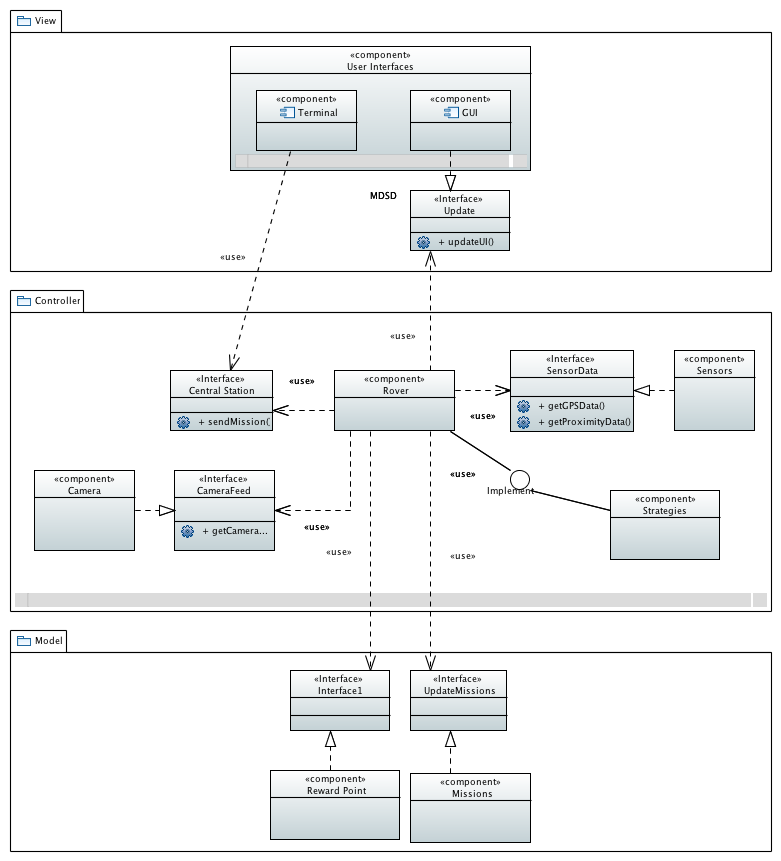 View
«component»
User Interfaces
«component»
Terminal
«component»
GUI
MDSD
«Interface»
Update
+ updateUI()
«use»
Controller
«use»
«Interface»
Central Station
+ sendMission(
«use»
«component»
Rover
«Interface»
SensorData
+ getGPSData()
+ getProximityData()
«component»
Sensors
«use»
«component»
Camera
«Interface»
CameraFeed
+ getCamera...
«use»
«use»
Implement
«component»
Strategies
«use»
«use»
Model
«Interface»
Interface1
«Interface»
UpdateMissions
«component»
Reward Point
«component»
Missions